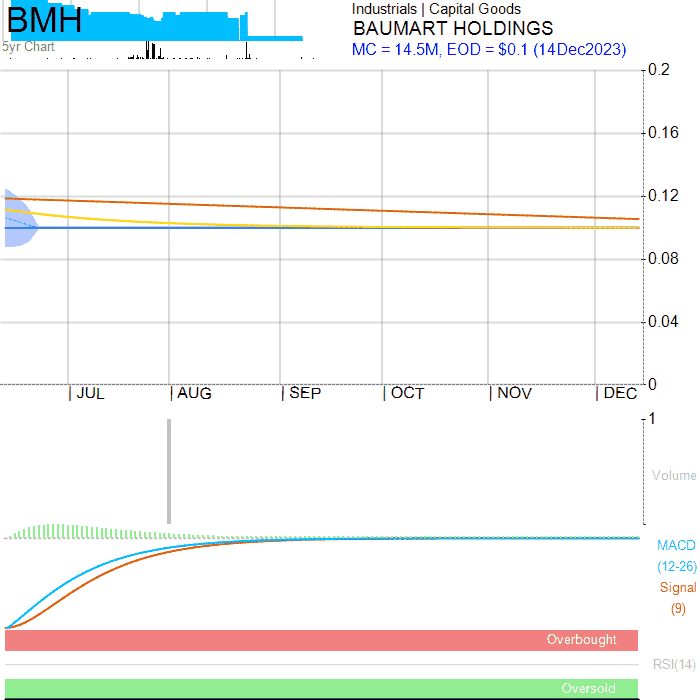 BMH
5yr Chart
Industrials | Capital Goods
BAUMART HOLDINGS
MC = 14.5M, EOD = $0.1 (14Dec2023)
0.2
0.16
0.12
0.08
0.04
0
| JUL | AUG | SEP | OCT | NOV | DEC
1
Volume
MACD
(12-26)
Signal
(9)
Overbought
RSI(14)
Oversold